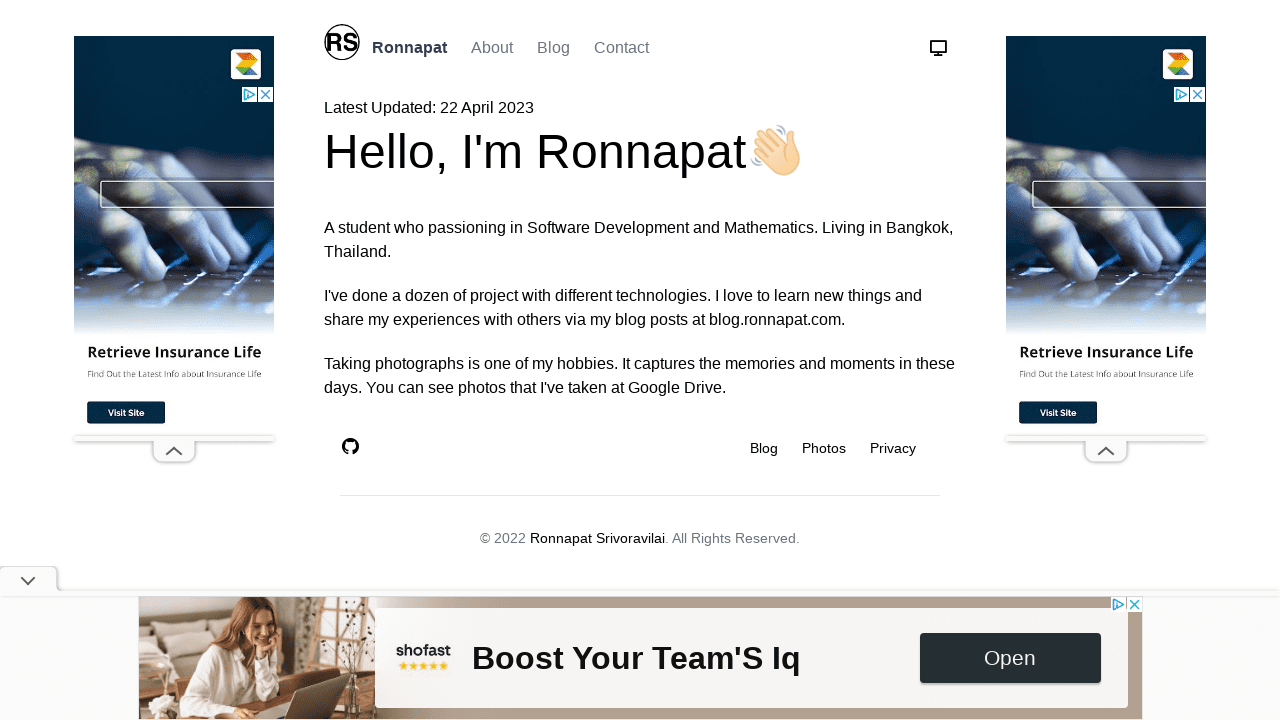 RS
Ronnapat
About
Blog
Contact
Latest Updated: 22 April 2023
Hello, I'm Ronnapat👋🏻
A student who passioning in Software Development and Mathematics. Living in Bangkok,
Thailand.
I've done a dozen of project with different technologies. I love to learn new things and
share my experiences with others via my blog posts at blog.ronnapat.com.
Taking photographs is one of my hobbies. It captures the memories and moments in these
days. You can see photos that I've taken at Google Drive.
Blog
Photos
Privacy
© 2022 Ronnapat Srivoravilai. All Rights Reserved.
Retrieve Insurance Life
Find Out the Latest Info about Insurance Life
Visit Site
Retrieve Insurance Life
Find Out the Latest Info about Insurance Life
Visit Site
shofast
Boost Your Team'S Iq
Open